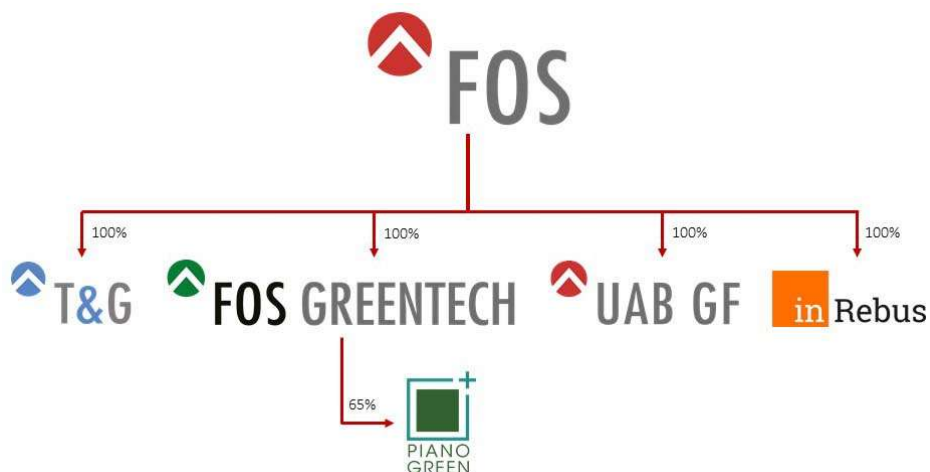 FOS
100%
100%
100%
100%
T&G
FOS GREENTECH
UAB GF
in Rebus
65%
PIANO
GREEN